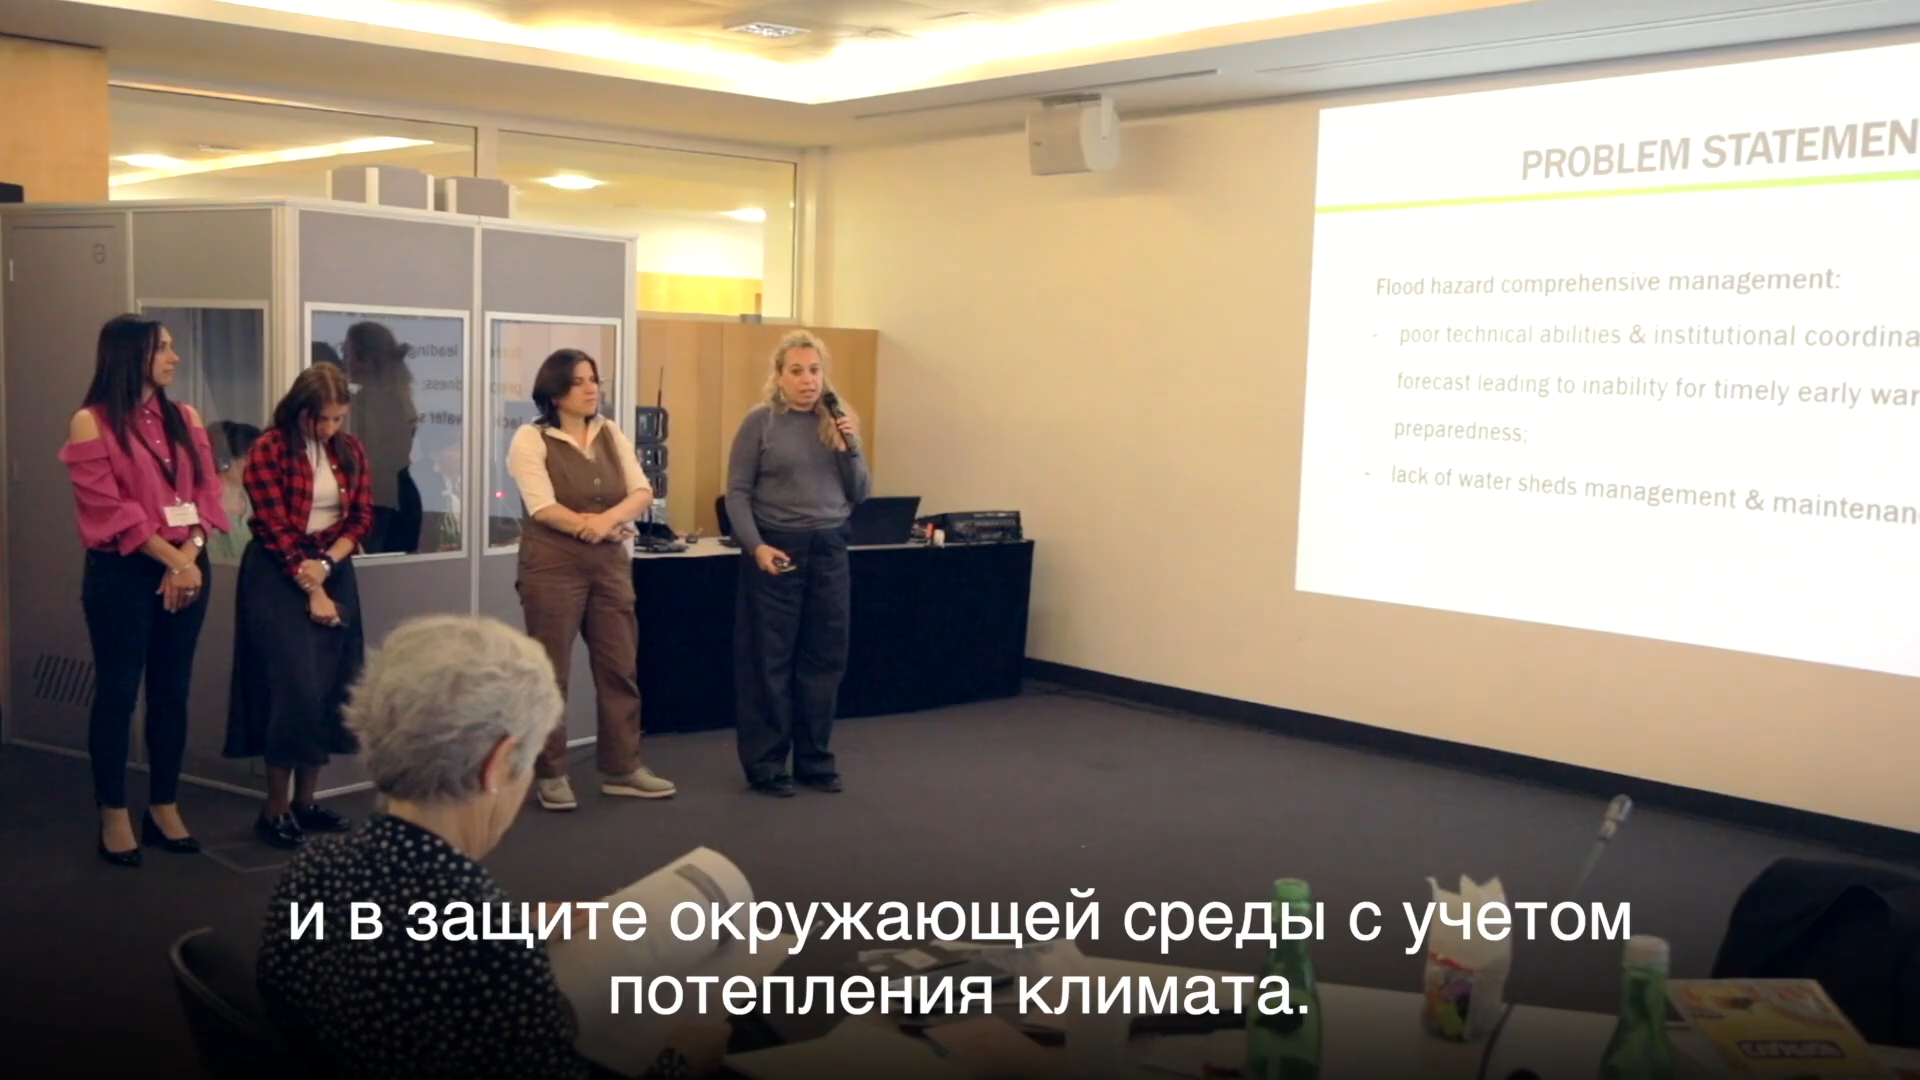 PROBLEM STATEMEN
Flood hazard comprehensive management:
- poor technical abilities & institutional coordina
forecast leading to inability for timely early war
preparedness;
- lack of water sheds management & maintenan
и в защите окружающей среды с учетом
потепления климата.